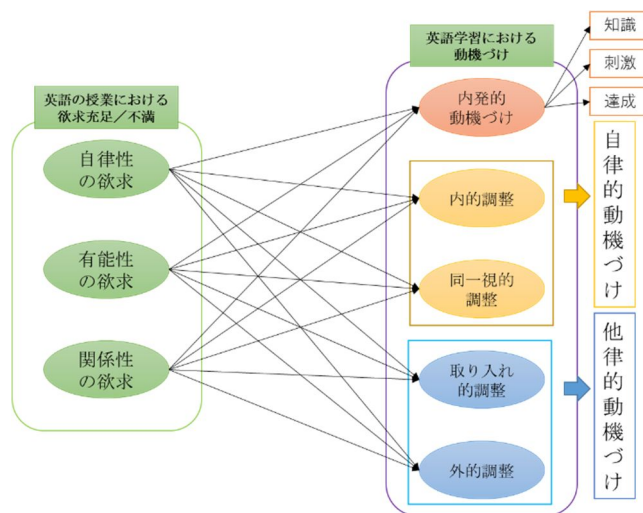 英語の授業における
欲求充足／不満
自律性
の欲求
有能性
の欲求
関係性
の欲求
英語学習における
動機づけ
内発的
動機づけ
内的調整
同一視的
調整
取り入れ
的調整
外的調整
知識
刺激
達成
自律的動機づけ
他律的動機づけ